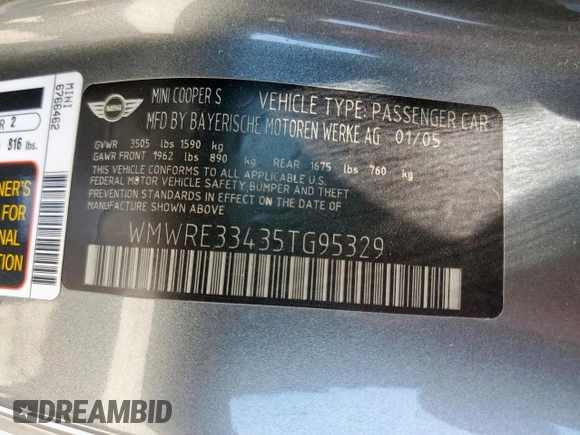 MINI
6766462
R 2
816 lbs.
NER'S
FOR
NAL
TION
MINI
MINI COOPER S VEHICLE TYPE: PASSENGER CAR
MFD BY BAYERISCHE MOTOREN WERKE AG 01/05
GVWR 3505 lbs 1590 kg
GAWR FRONT 1962 lbs 890 kg REAR 1675 lbs 760 kg
THIS VEHICLE CONFORMS TO ALL APPLICABLE U.S.
FEDERAL MOTOR VEHICLE SAFETY, BUMPER AND THEFT
PREVENTION STANDARDS IN EFFECT ON THE DATE OF
MANUFACTURE SHOWN ABOVE.
WMWRE33435TG95329
DREAMBID